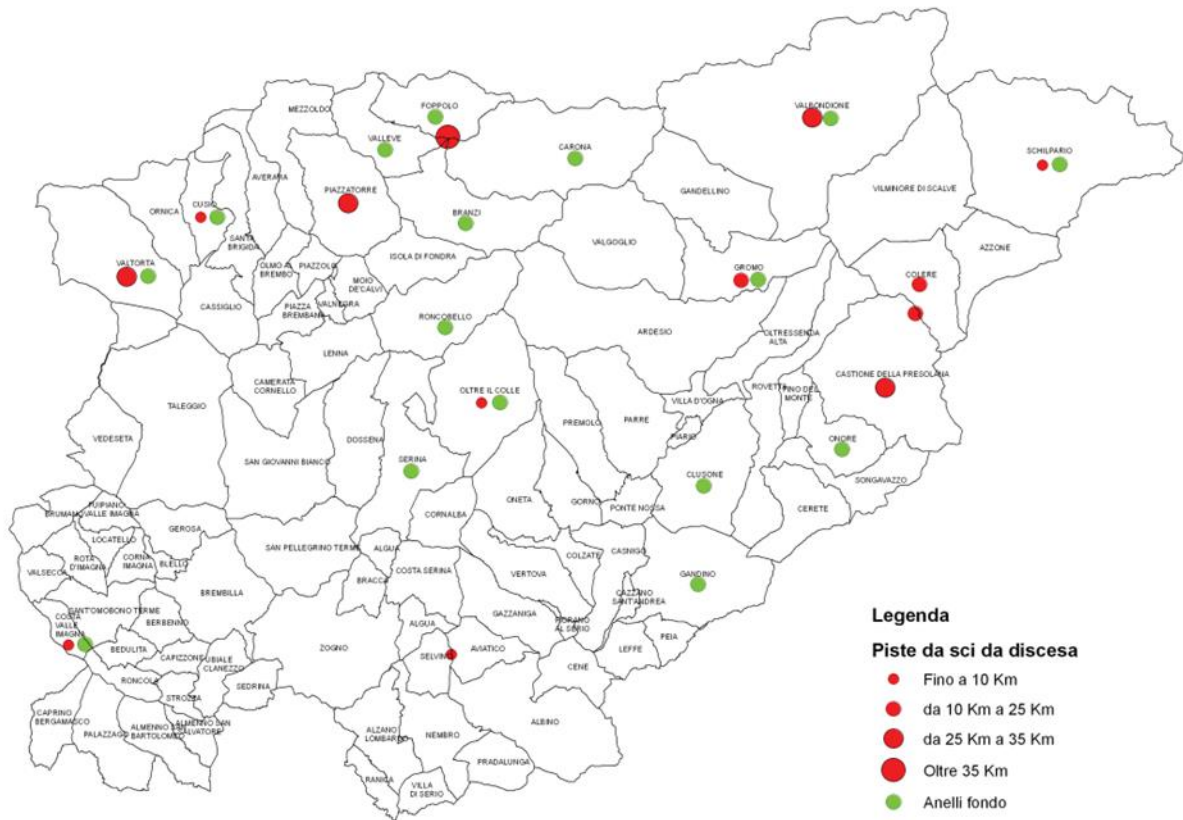 MEZZOLDO
FOPPOLO
VALLEVE
VALBONDIONE
SCHILPARIO
CARONA
AVERARA
PIAZZATORRE
GANDELLINO
VILMINORE DI SCALVE
ORNICA
CUSIO
BRANZI
SANTA
BRIGIDA
VALGOGLIO
AZZONE
ISOLA DI FONDRA
VALTORTA
OLMO AL
BREMBO
PIAZZOLO
MOIO
DE'CALVI
GROMO
COLERE
CASSIGLIO
PIAZZA
BREMBANA
VALNEGRA
RONCOBELLO
ARDESIO
OLTRESSENDA
ALTA
LENNA
CAMERATA
CORNELLO
OLTRE IL COLLE
CASTIONE DELLA PRESOLANA
ROVETTA
FINO DEL
MONTE
TALEGGIO
VILLA D'OGNA
PREMOLO
PARRE
PIARIO
VEDESETA
DOSSENA
SAN GIOVANNI BIANCO
SERINA
ONORE
CLUSONE
SONGAVAZZO
ONETA
GORNO
PONTE NOSSA
CERETE
BRUMANO
FUIPIANO
VALLE IMAGNA
GEROSA
CORNALBA
LOCATELLO
SAN PELLEGRINO TERME
ALGUA
CASNIGO
COLZATE
VALSECCA
ROTA
D'IMAGNA
CORNA
IMAGNA
BLELLO
BRACCA
COSTA SERINA
VERTOVA
GANDINO
BREMBILLA
CAZZANO
SANT'ANDREA
SANT'OMOBONO TERME
COSTA
VALLE
IMAGNA
BERBENNO
GAZZANIGA
FIORANO
AL SERIO
ALGUA
ZOGNO
BEDULITA
CAPIZZONE
UBIALE
CLANEZZO
SELVINO
AVIATICO
LEFFE
PEIA
CENE
RONCOLA
STROZZA
SEDRINA
CAPRINO
BERGAMASCO
PALAZZAGO
ALMENNO SAN
BARTOLOMEO
ALMENNO SAN
SALVATORE
ALZANO
LOMBARDO
NEMBRO
ALBINO
PRADALUNGA
RANICA
VILLA
DI SERIO
Legenda
Piste da sci da discesa
Fino a 10 Km
da 10 Km a 25 Km
da 25 Km a 35 Km
Oltre 35 Km
Anelli fondo